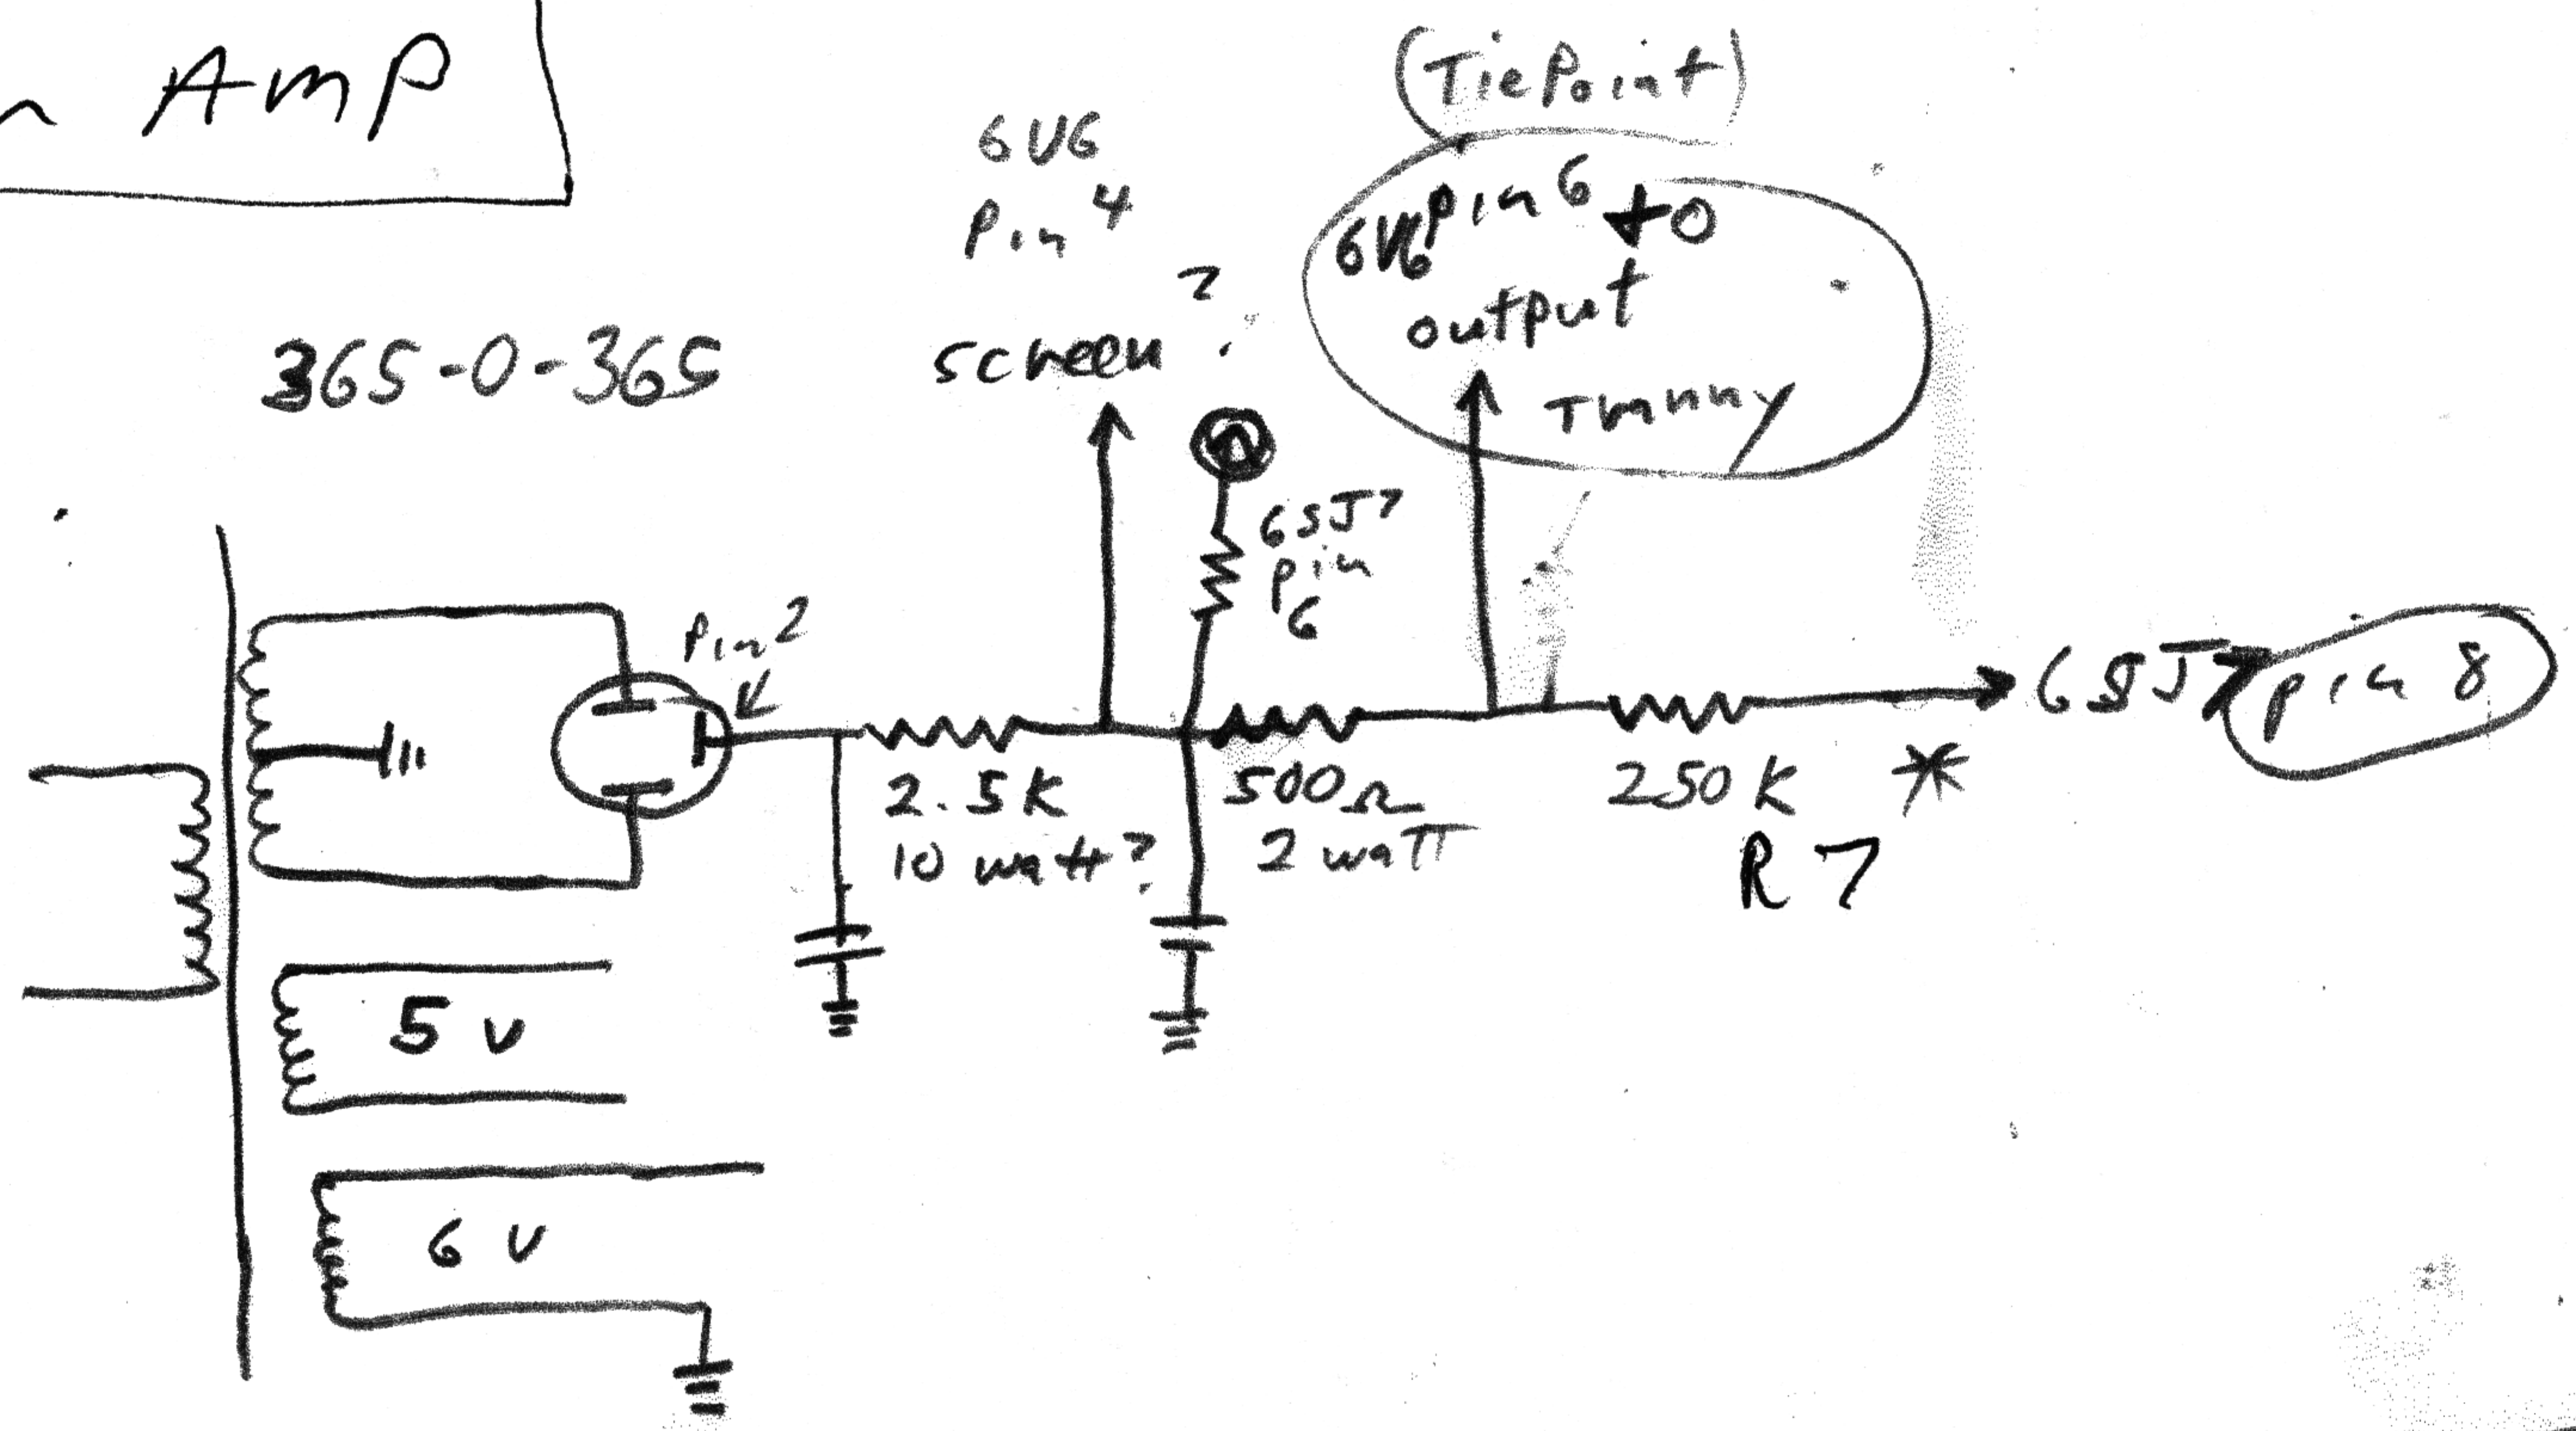 AMP
(TiePoint)
6V6
Pin 4
?
Screen
6V6 pin 6 to
output
Tranny
365-0-365
6SJ7
pin
6
Pin 2
6SJ7 pin 8
2.5K
10 watt?
500Ω
2 watt
250K *
R7
5v
6v